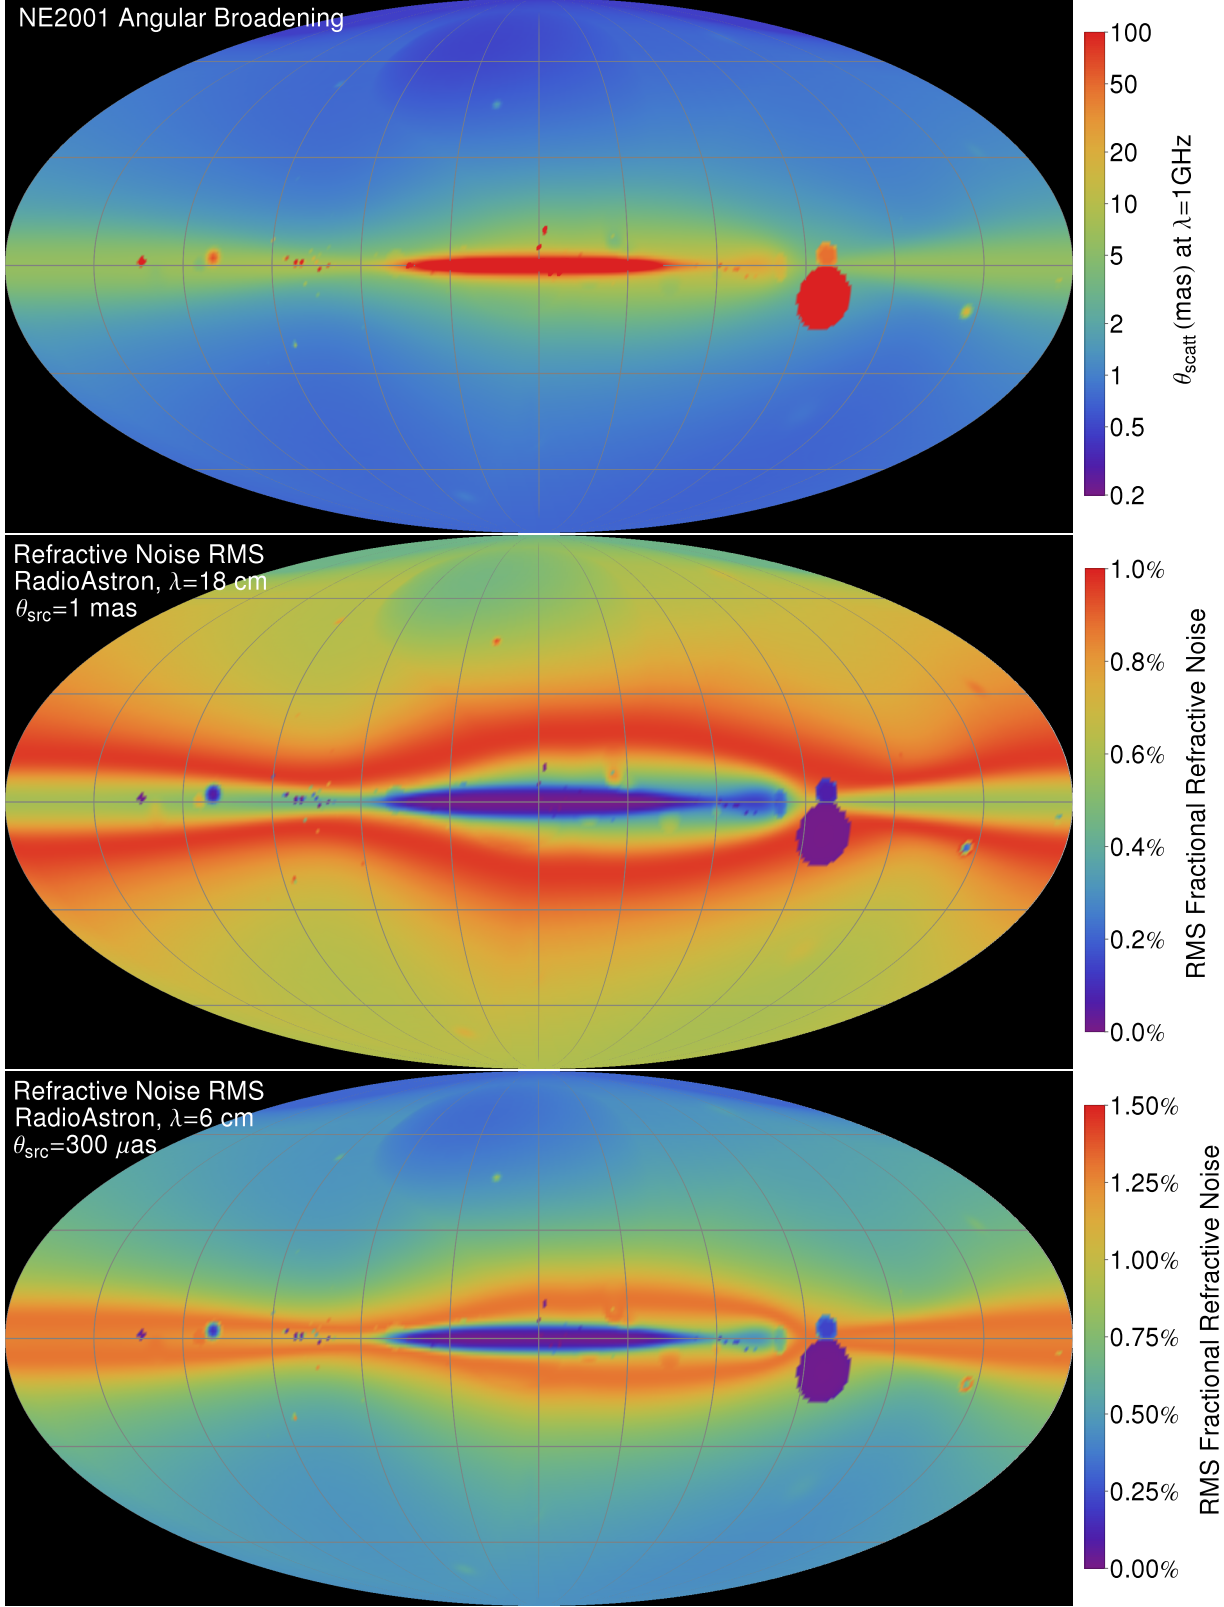 NE2001 Angular Broadening
100
50
20
10
5
2
1
0.5
0.2
θscatt (mas) at λ=1GHz
Refractive Noise RMS
RadioAstron, λ=18 cm
θsrc=1 mas
1.0%
0.8%
0.6%
0.4%
0.2%
0.0%
RMS Fractional Refractive Noise
Refractive Noise RMS
RadioAstron, λ=6 cm
θsrc=300 μas
1.50%
1.25%
1.00%
0.75%
0.50%
0.25%
0.00%
RMS Fractional Refractive Noise